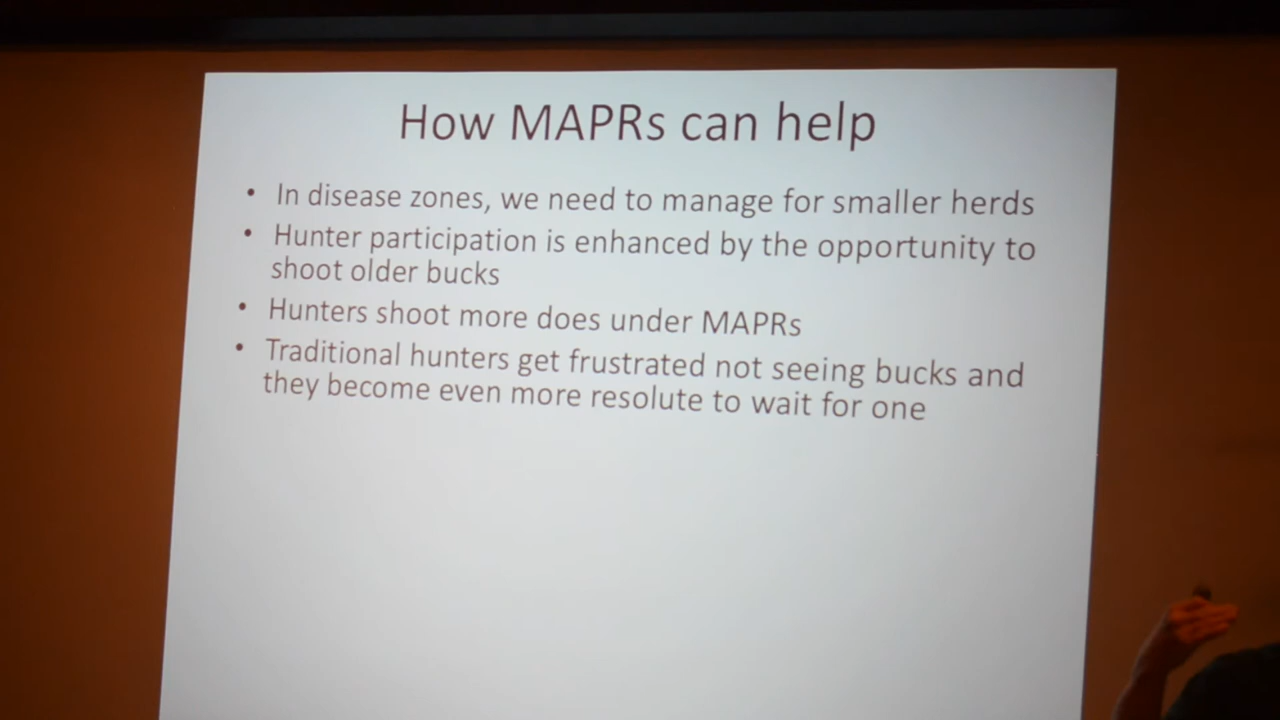 How MAPRs can help
• In disease zones, we need to manage for smaller herds
• Hunter participation is enhanced by the opportunity to
shoot older bucks
• Hunters shoot more does under MAPRs
• Traditional hunters get frustrated not seeing bucks and
they become even more resolute to wait for one